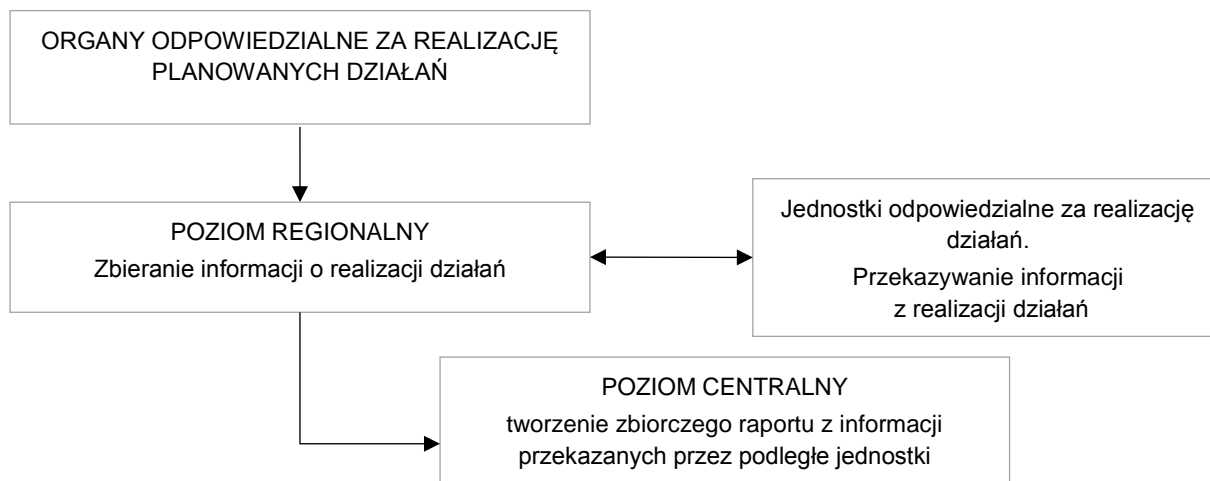 ORGANY ODPOWIEDZIALNE ZA REALIZACJĘ
PLANOWANYCH DZIAŁAŃ
POZIOM REGIONALNY
Zbieranie informacji o realizacji działań
Jednostki odpowiedzialne za realizację
działań.
Przekazywanie informacji
z realizacji działań
POZIOM CENTRALNY
tworzenie zbiorczego raportu z informacji
przekazanych przez podległe jednostki